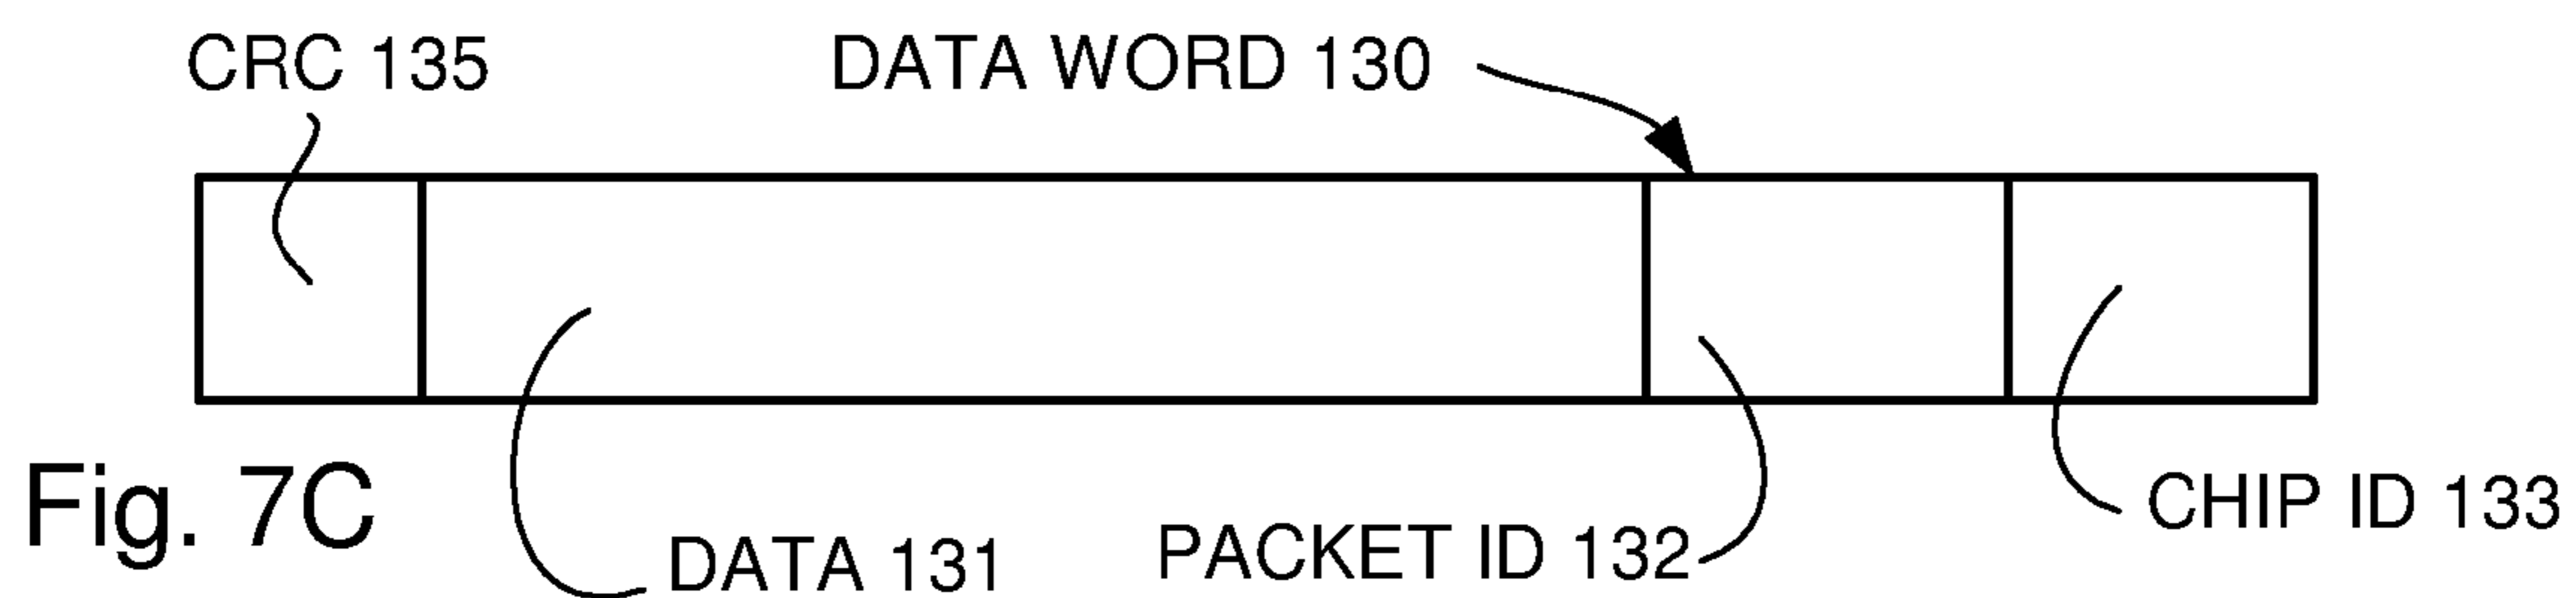 CRC 135
DATA WORD 130
Fig. 7C
DATA 131
PACKET ID 132
CHIP ID 133